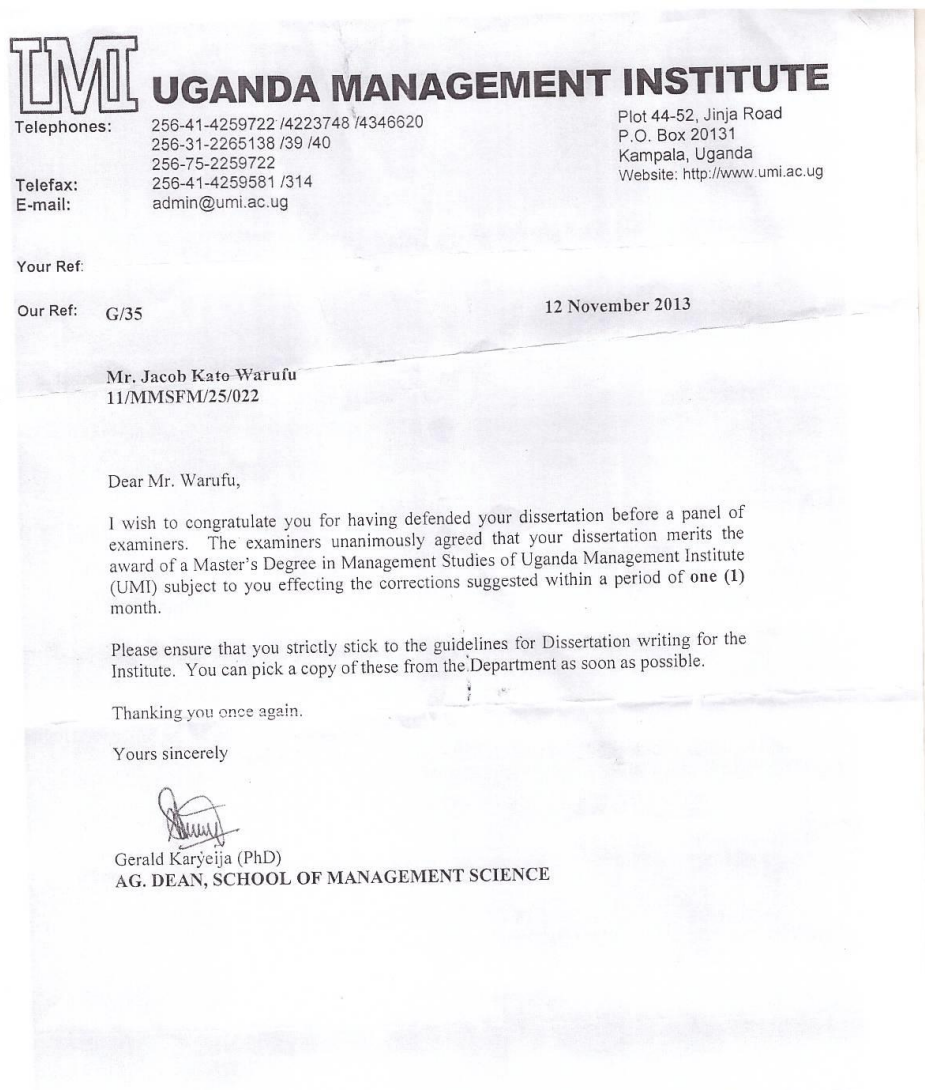 UMI UGANDA MANAGEMENT INSTITUTE
Telephones: 256-41-4259722 /4223748 /4346620
256-31-2265138 /39 /40
256-75-2259722
Telefax: 256-41-4259581 /314
E-mail: admin@umi.ac.ug
Plot 44-52, Jinja Road
P.O. Box 20131
Kampala, Uganda
Website: http://www.umi.ac.ug
Your Ref:
Our Ref: G/35
12 November 2013
Mr. Jacob Kato Warufu
11/MMSFM/25/022
Dear Mr. Warufu,
I wish to congratulate you for having defended your dissertation before a panel of
examiners. The examiners unanimously agreed that your dissertation merits the
award of a Master's Degree in Management Studies of Uganda Management Institute
(UMI) subject to you effecting the corrections suggested within a period of one (1)
month.
Please ensure that you strictly stick to the guidelines for Dissertation writing for the
Institute. You can pick a copy of these from the Department as soon as possible.
Thanking you once again.
Yours sincerely
Gerald Karyeija (PhD)
AG. DEAN, SCHOOL OF MANAGEMENT SCIENCE